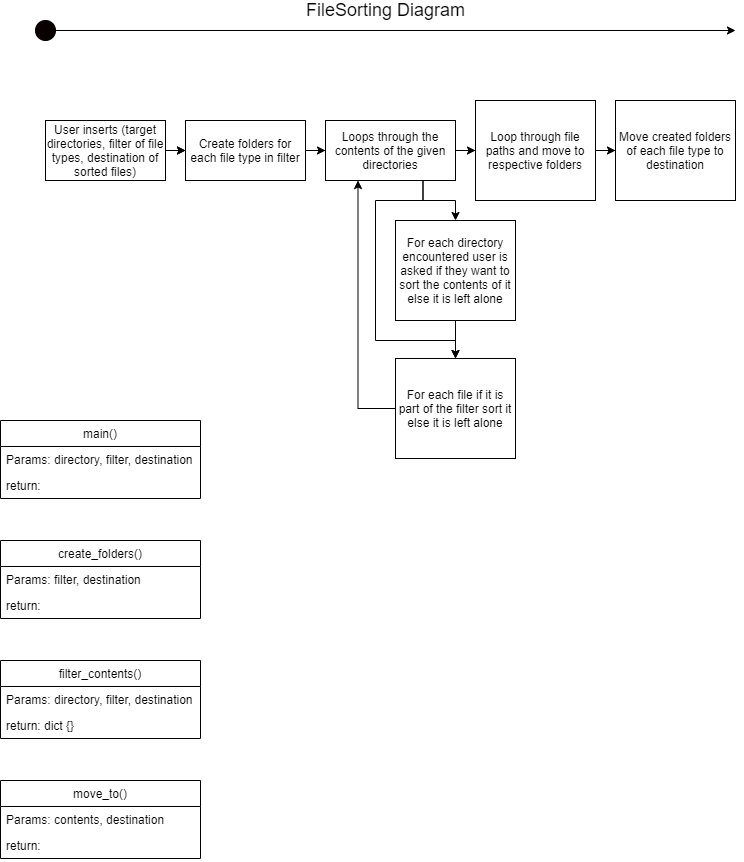 FileSorting Diagram
User inserts (target
directories, filter of file
types, destination of
sorted files)
Create folders for
each file type in filter
Loops through the
contents of the given
directories
Loop through file
paths and move to
respective folders
Move created folders
of each file type to
destination
For each directory
encountered user is
asked if they want to
sort the contents of it
else it is left alone
For each file if it is
part of the filter sort it
else it is left alone
main()
Params: directory, filter, destination
return:
create_folders()
Params: filter, destination
return:
filter_contents()
Params: directory, filter, destination
return: dict {}
move_to()
Params: contents, destination
return: